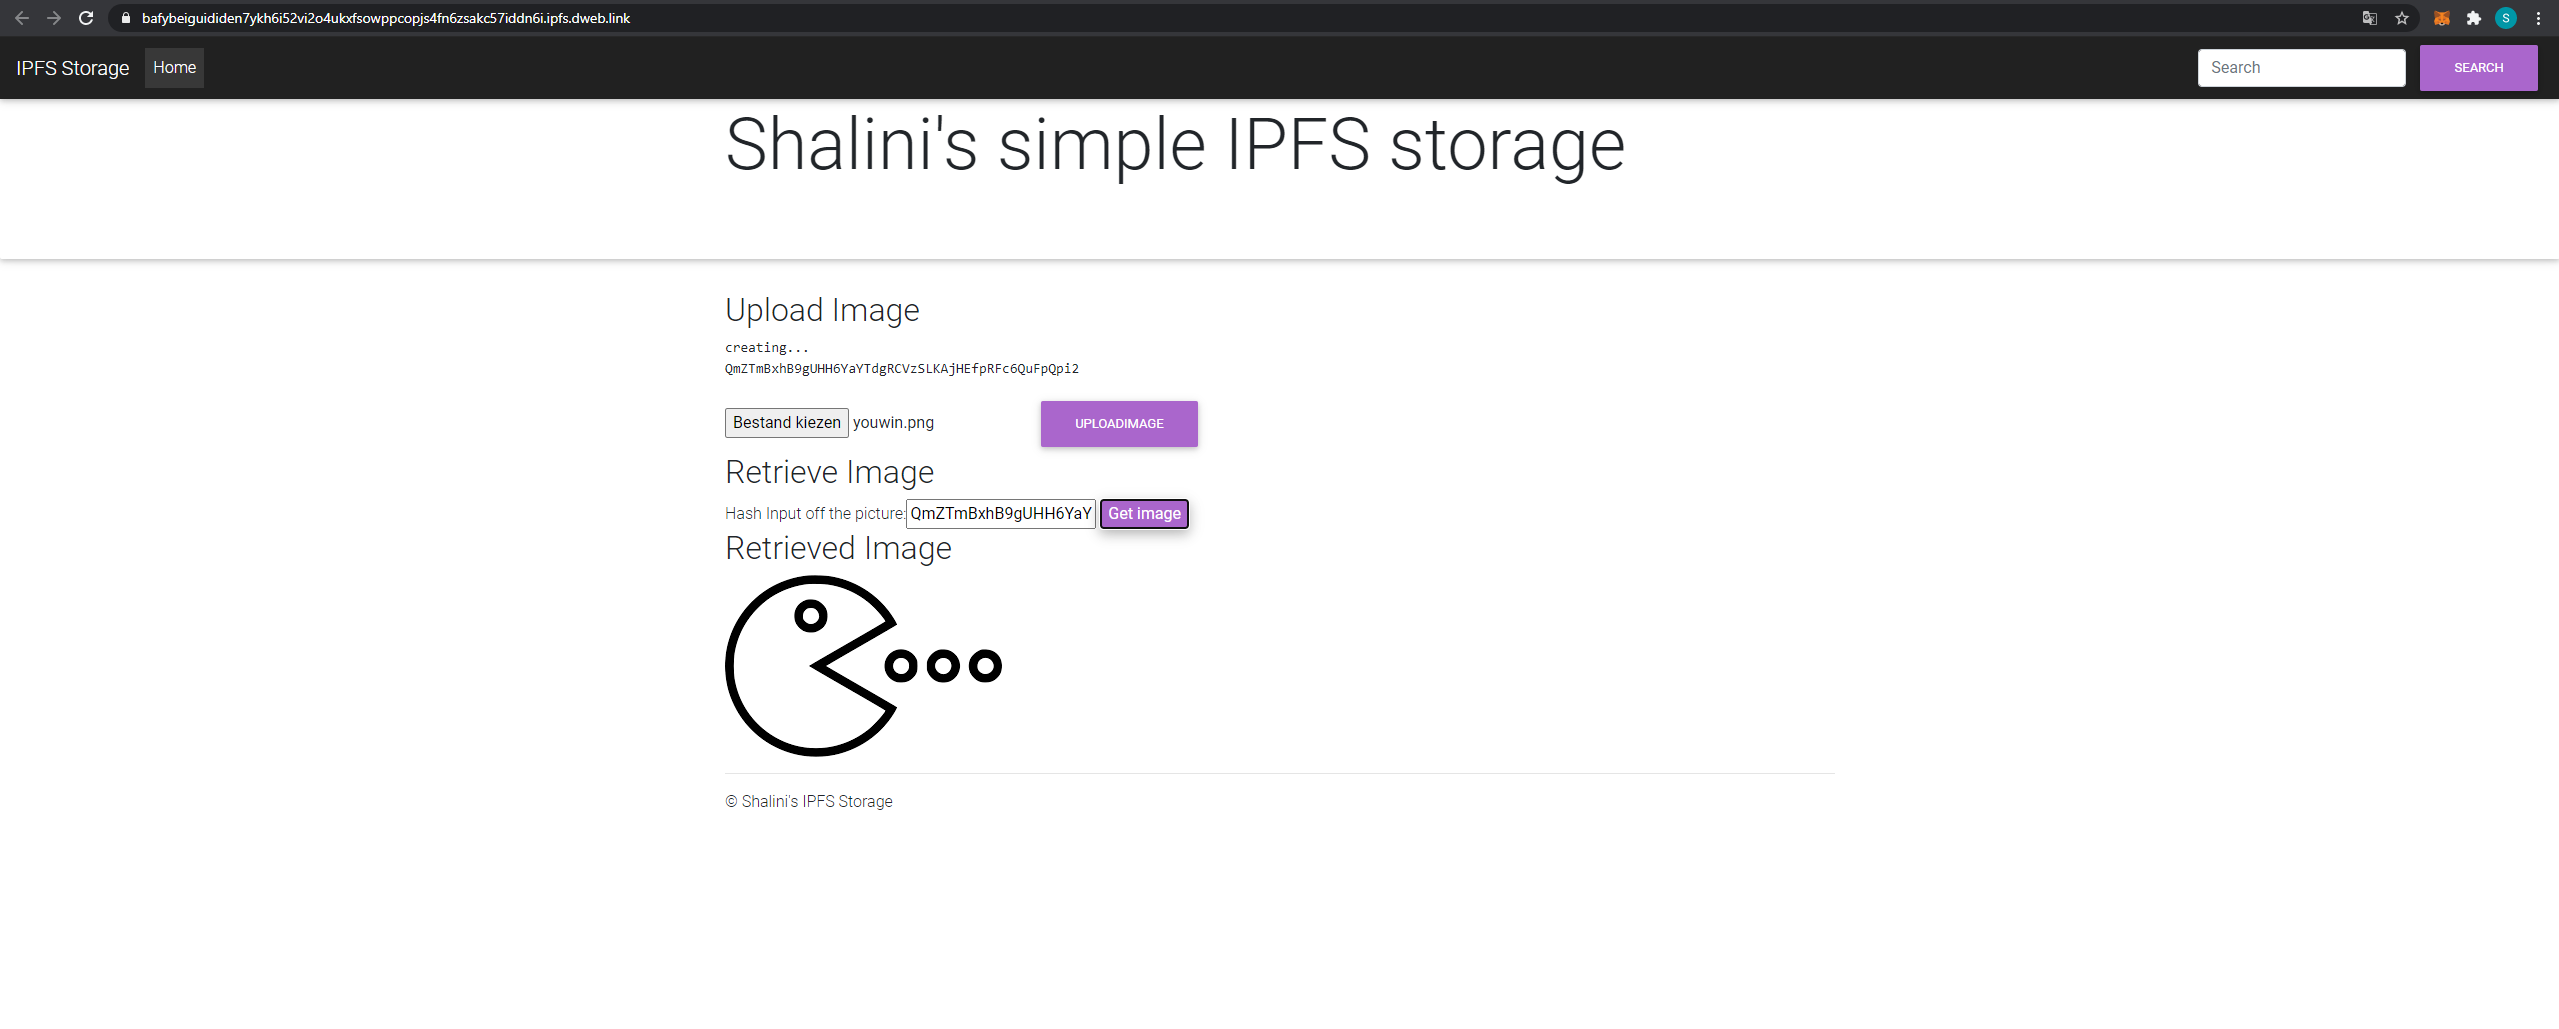 bafybeiguididen7ykh6i52vi2o4ukxfsowppcopjs4fn6zsakc57iddn6i.ipfs.dweb.link
S
IPFS Storage Home Search SEARCH
Shalini's simple IPFS storage
Upload Image
creating...
QmZTmBxhB9gUHH6YaYTdgRCVzSLKAjHEfpRFc6QuFpQpi2
Bestand kiezen youwin.png UPLOADIMAGE
Retrieve Image
Hash Input off the picture: QmZTmBxhB9gUHH6YaY Get image
Retrieved Image
© Shalini's IPFS Storage